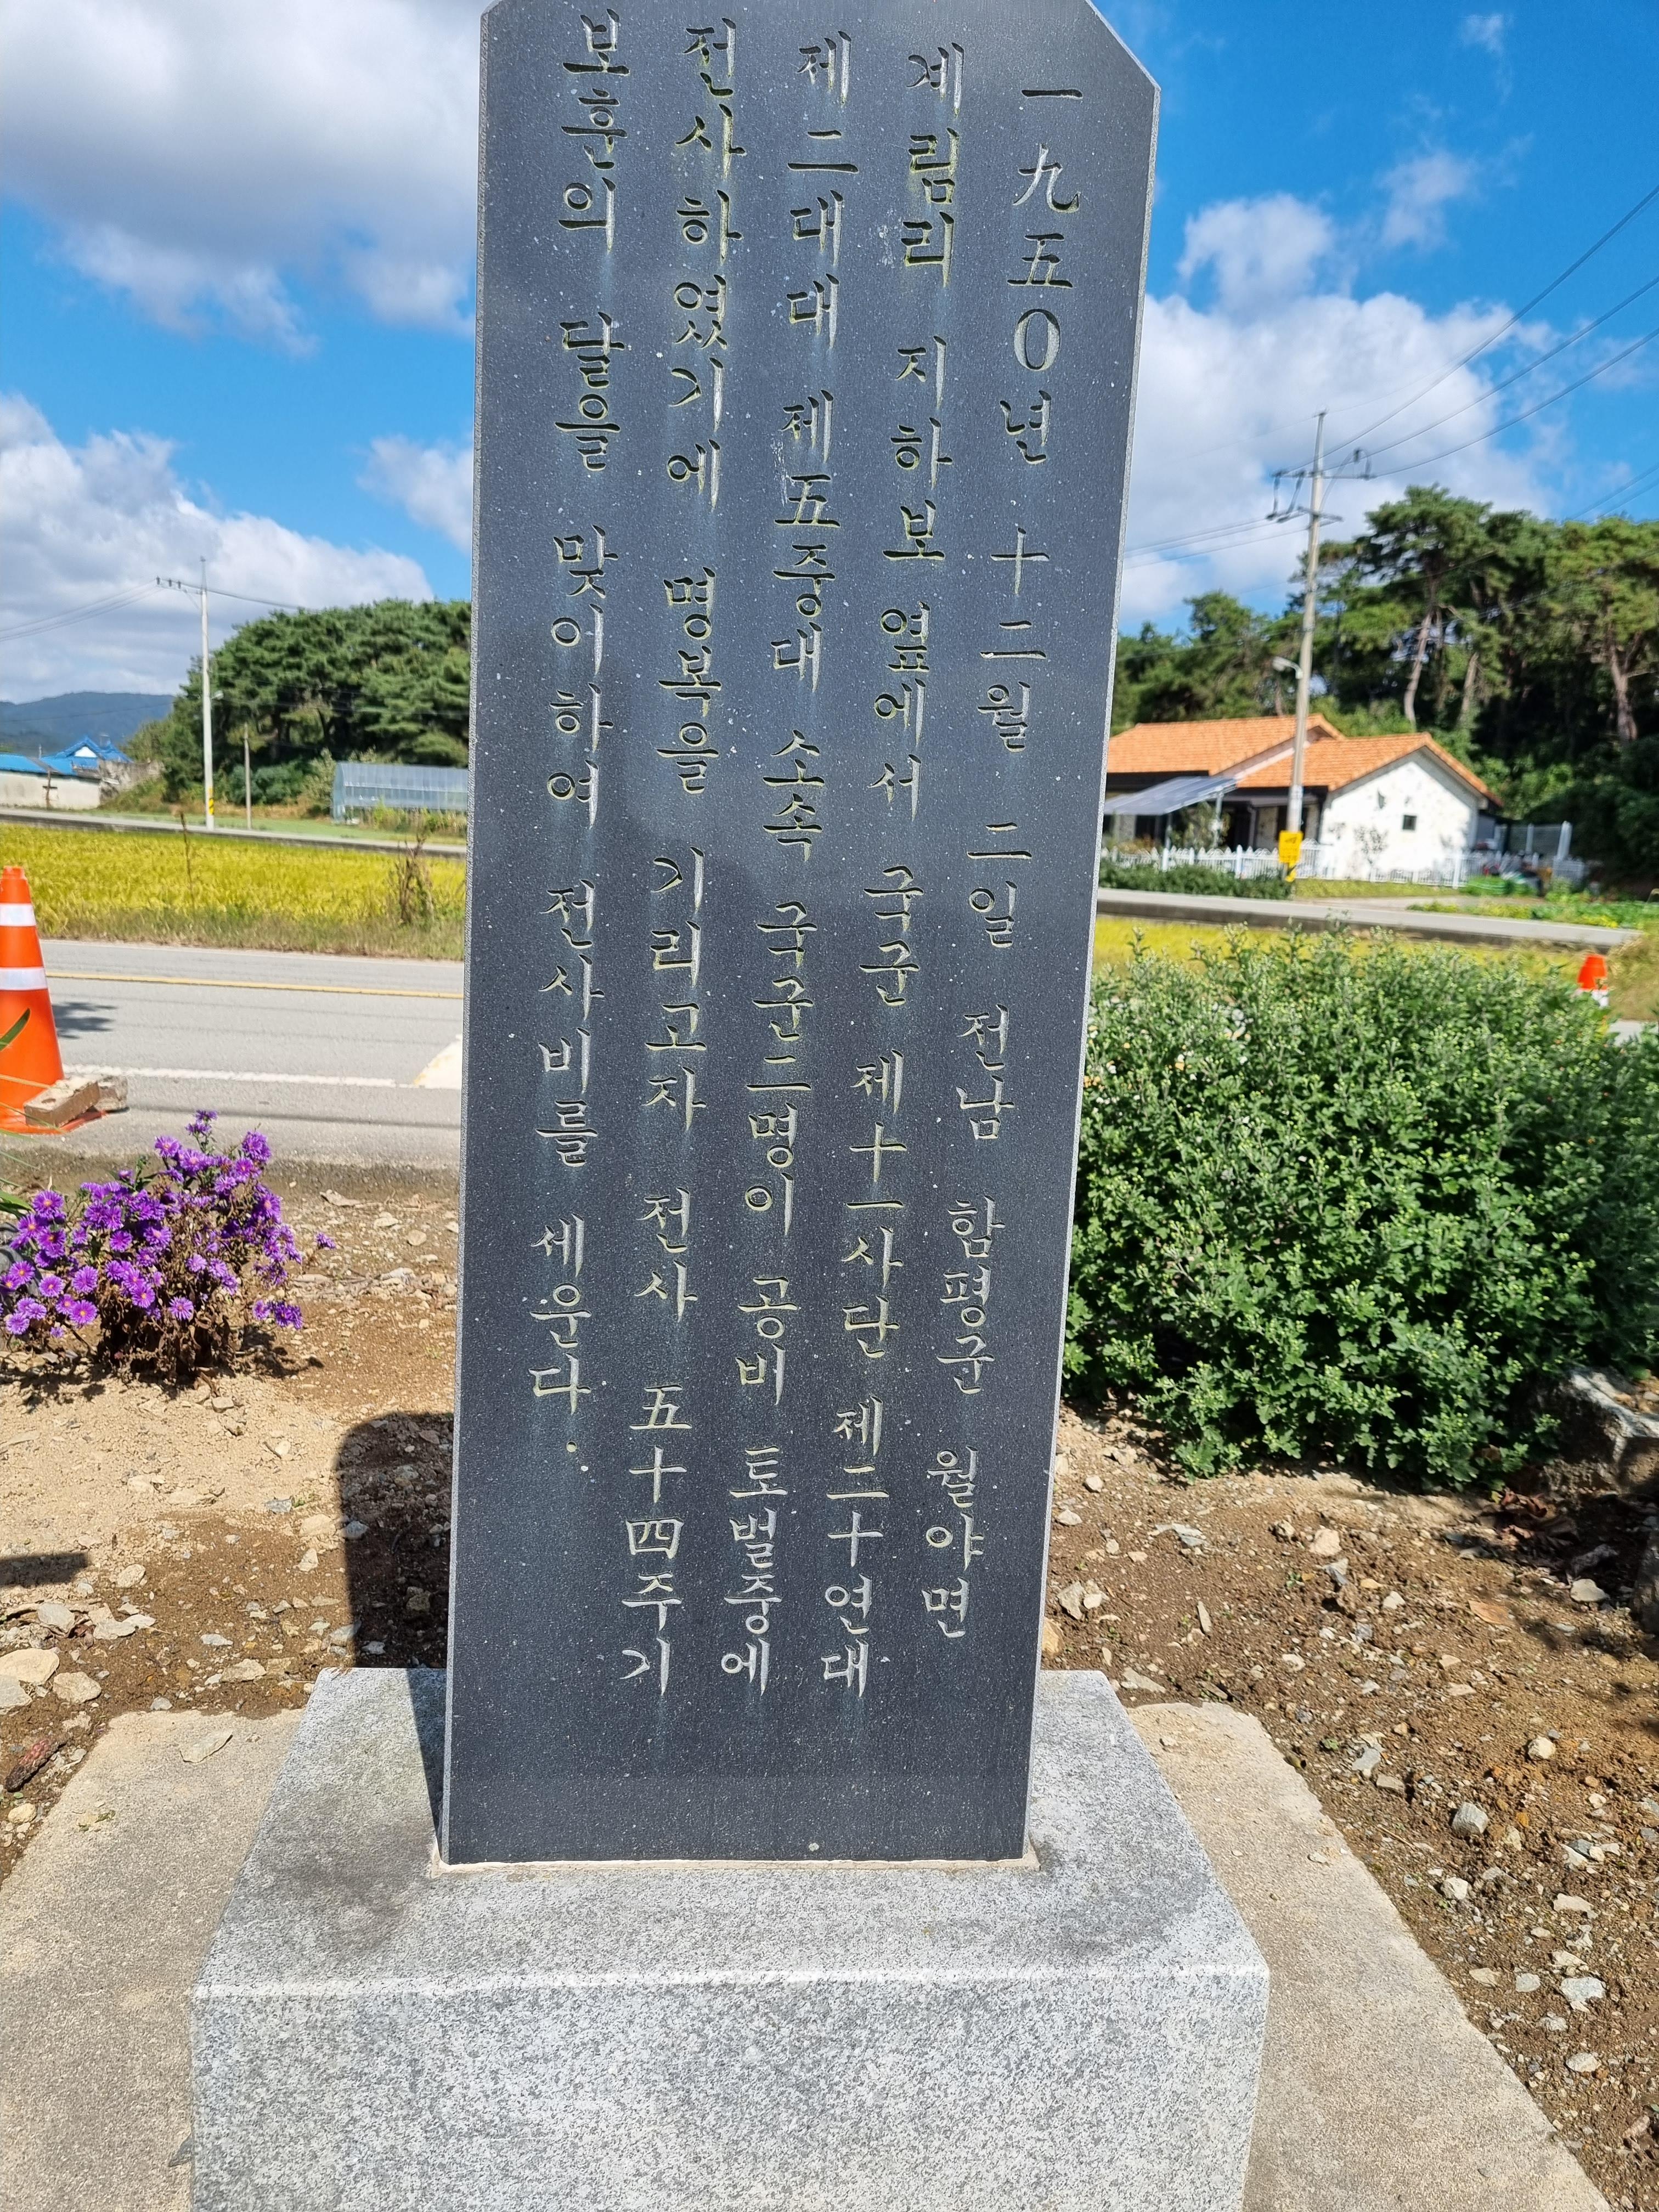 一九五0년 十二월 二일 전남 함평군 월야면
계림리 지하보 옆에서 국군 제十一사단 제二十연대
제二대대 제五중대 소속 국군二명이 공비 토벌중에
전사하였기에 명복을 기리고자 전사 五十四주기
보훈의 달을 맞이하여 전사비를 세운다.